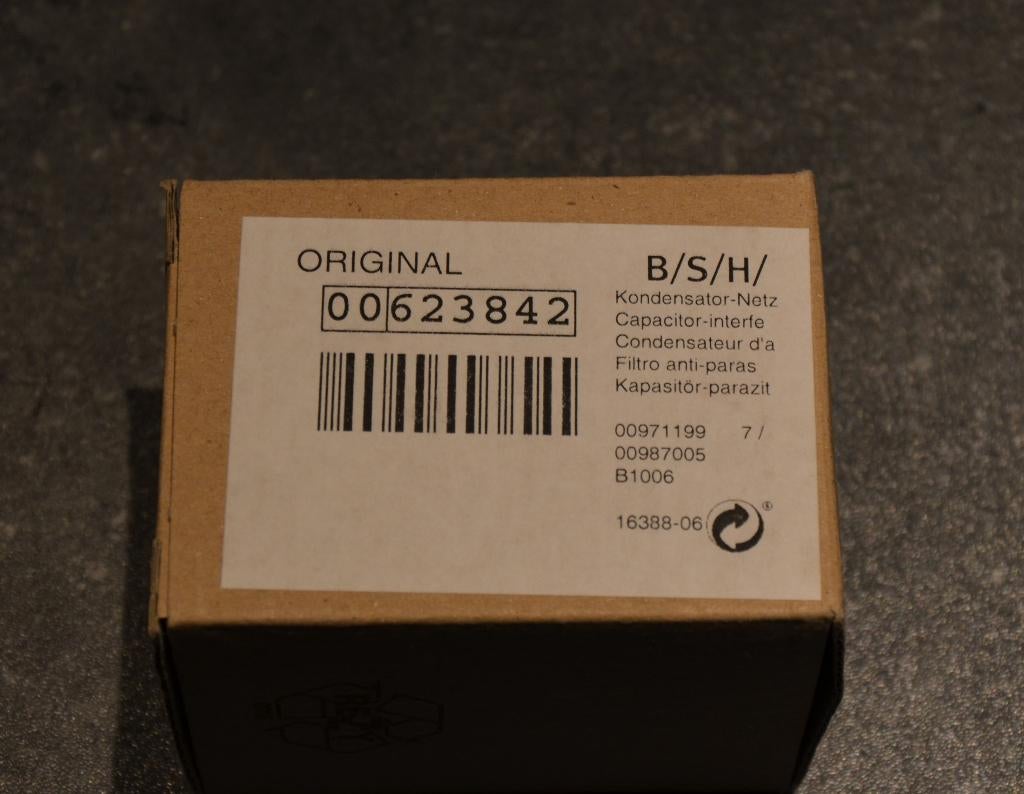 ORIGINAL
00623842
B/S/H/
Kondensator-Netz
Capacitor-interfe
Condensateur d'a
Filtro anti-paras
Kapasitör-parazit
00971199 7 /
00987005
B1006
16388-06